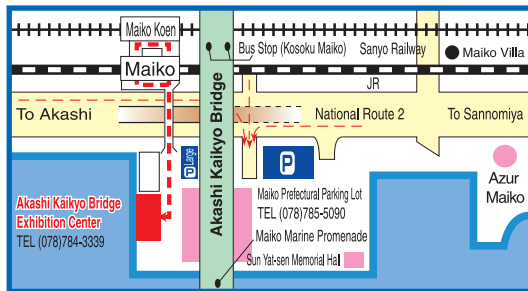 Maiko Koen
Bus Stop (Kosoku Maiko)
Sanyo Railway
Maiko Villa
Maiko
JR
To Akashi
National Route 2
To Sannomiya
Akashi Kaikyo Bridge
P Large
P
Azur
Maiko
Akashi Kaikyo Bridge
Exhibition Center
TEL (078)784-3339
Maiko Prefectural Parking Lot
TEL (078)785-5090
Maiko Marine Promenade
Sun Yat-sen Memorial Hall